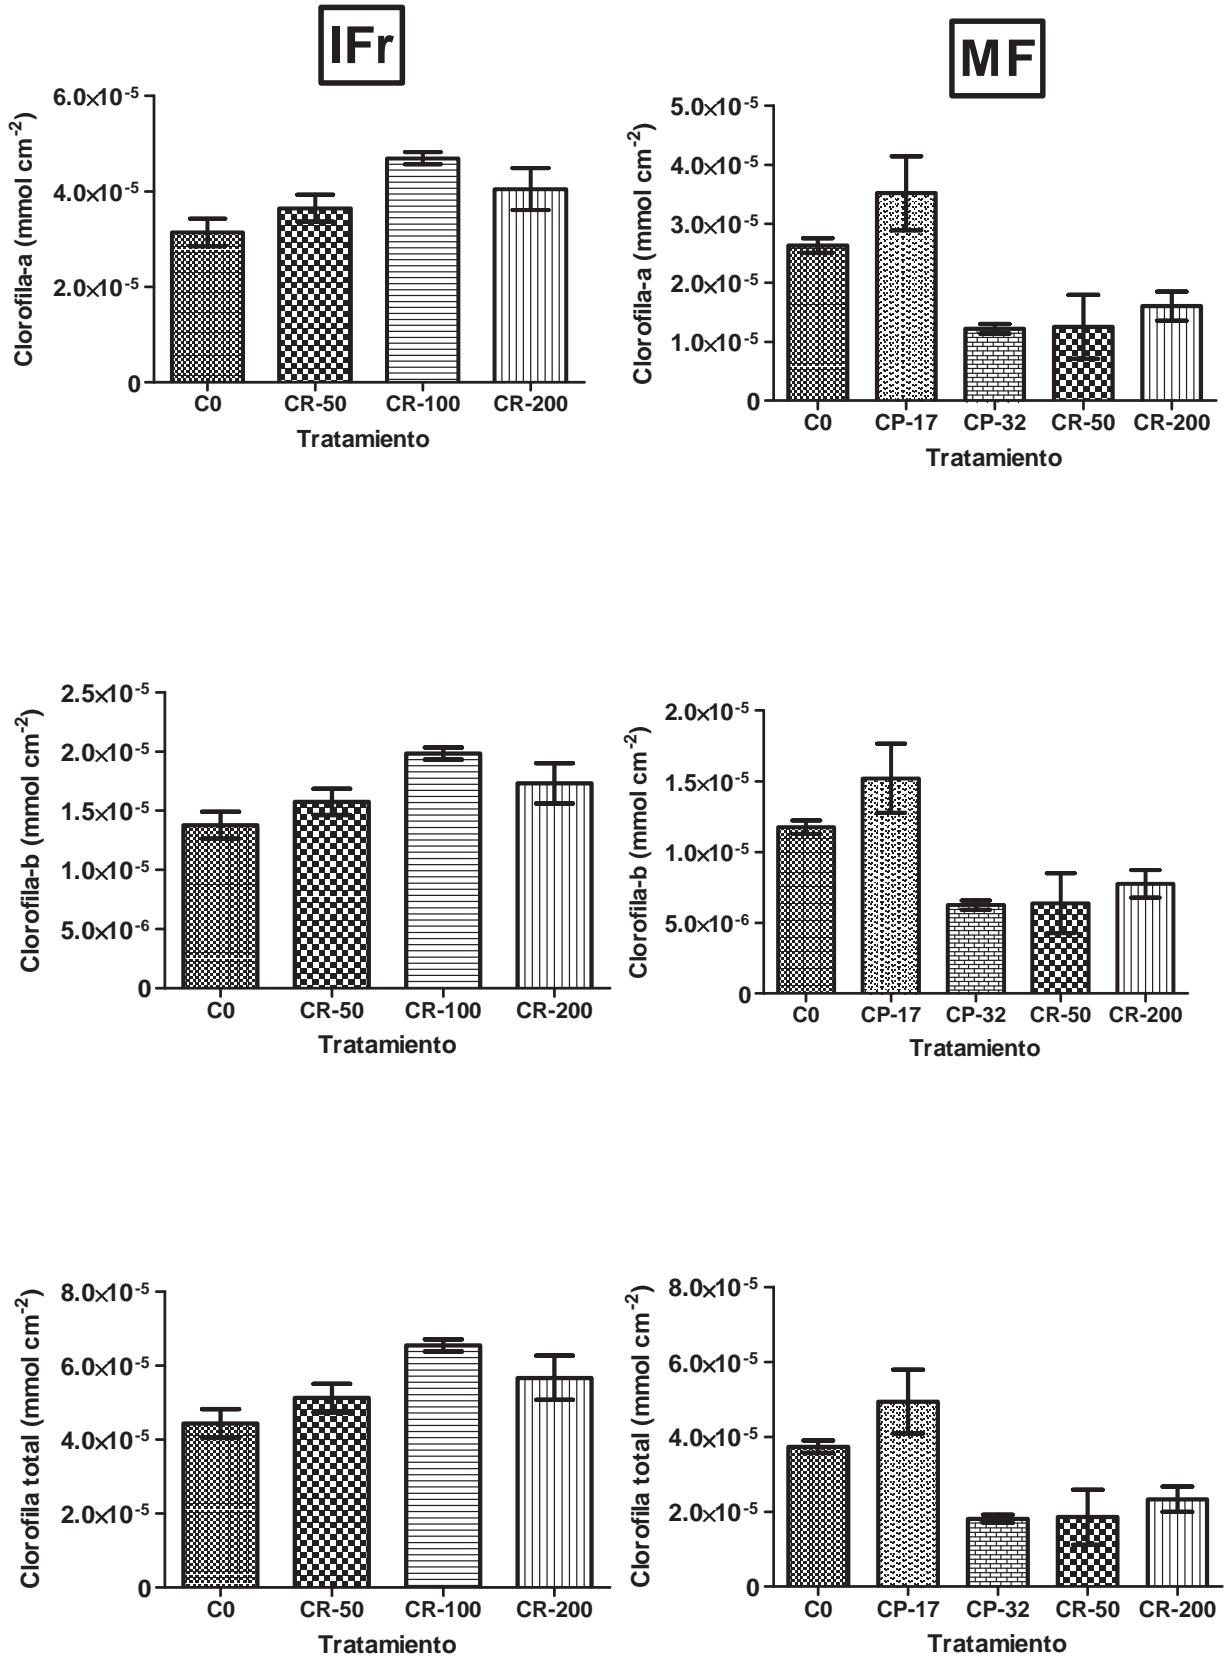 IFr
Clorofila-a (mmol cm-2)
6.0×10-5
4.0×10-5
2.0×10-5
0
C0 CR-50 CR-100 CR-200
Tratamiento
MF
Clorofila-a (mmol cm-2)
5.0×10-5
4.0×10-5
3.0×10-5
2.0×10-5
1.0×10-5
0
C0 CP-17 CP-32 CR-50 CR-200
Tratamiento
Clorofila-b (mmol cm-2)
2.5×10-5
2.0×10-5
1.5×10-5
1.0×10-5
5.0×10-6
0
C0 CR-50 CR-100 CR-200
Tratamiento
Clorofila-b (mmol cm-2)
2.0×10-5
1.5×10-5
1.0×10-5
5.0×10-6
0
C0 CP-17 CP-32 CR-50 CR-200
Tratamiento
Clorofila total (mmol cm-2)
8.0×10-5
6.0×10-5
4.0×10-5
2.0×10-5
0
C0 CR-50 CR-100 CR-200
Tratamiento
Clorofila total (mmol cm-2)
8.0×10-5
6.0×10-5
4.0×10-5
2.0×10-5
0
C0 CP-17 CP-32 CR-50 CR-200
Tratamiento